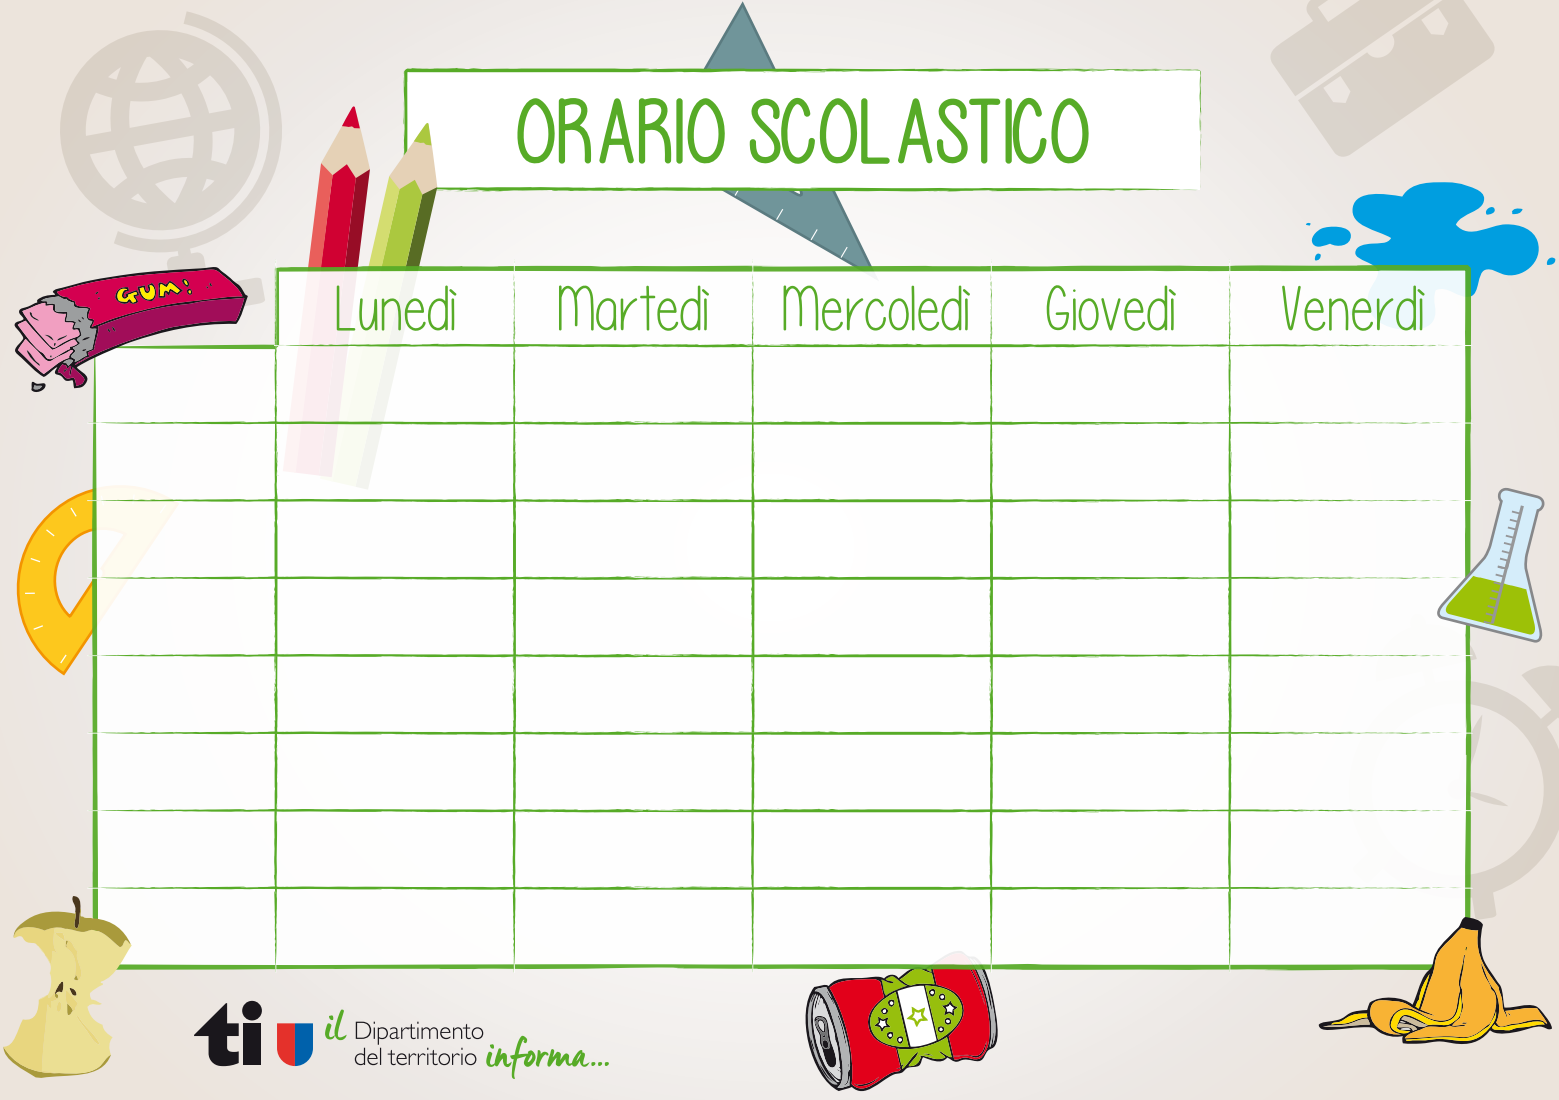 ORARIO SCOLASTICO
GUM!
Lunedì Martedì Mercoledì Giovedì Venerdì
ti il Dipartimento
del territorio informa...